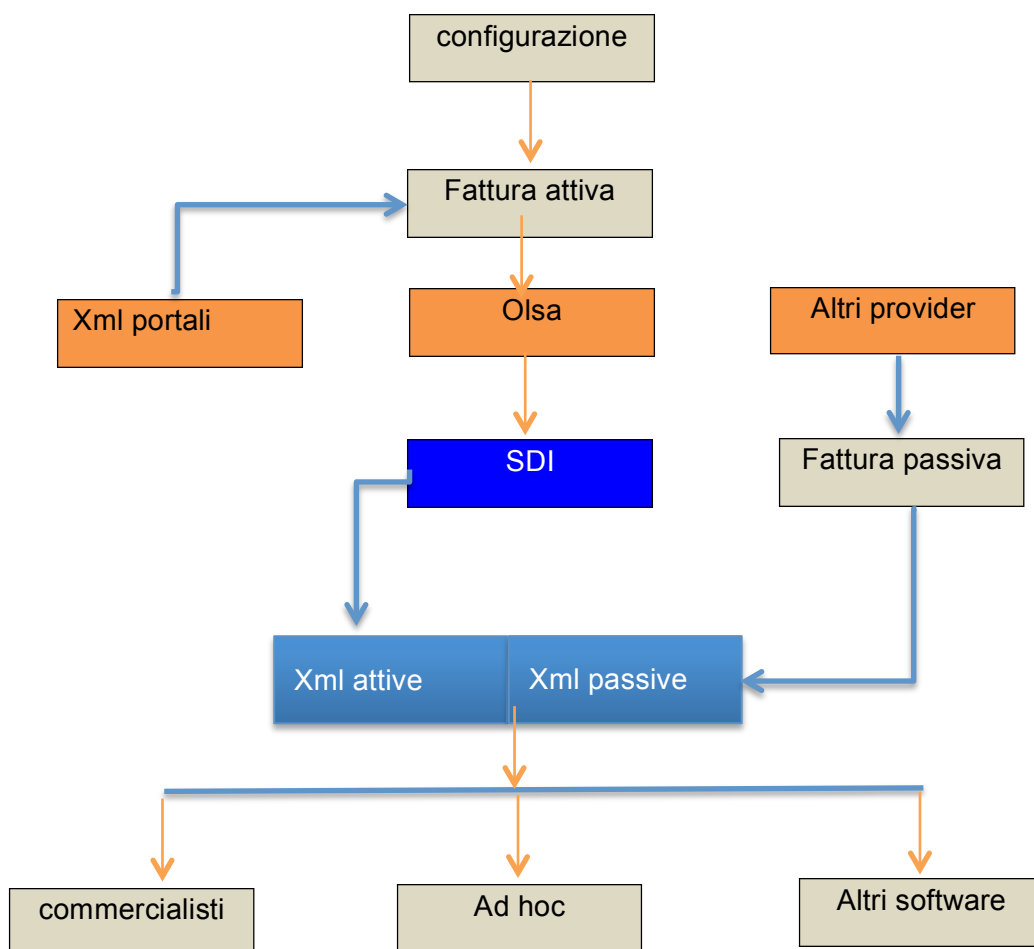 configurazione
Fattura attiva
Xml portali
Olsa
Altri provider
SDI
Fattura passiva
Xml attive
Xml passive
commercialisti
Ad hoc
Altri software